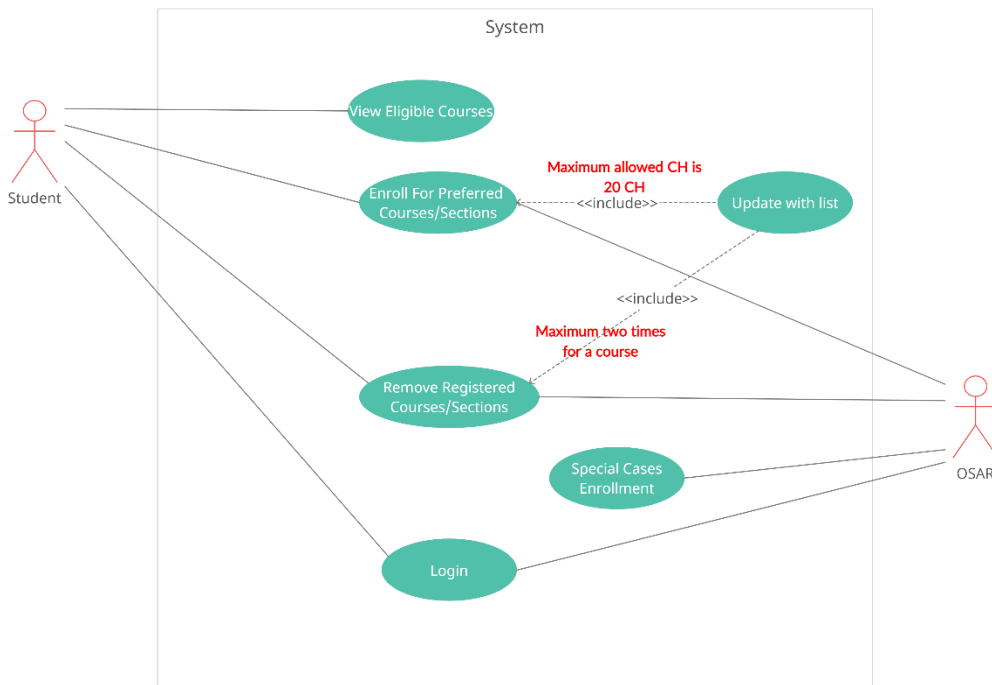 System
View Eligible Courses
Student
Maximum allowed CH is
20 CH
Enroll For Preferred
Courses/Sections
<<include>>
Update with list
<<include>>
Maximum two times
for a course
Remove Registered
Courses/Sections
Special Cases
Enrollment
OSAR
Login